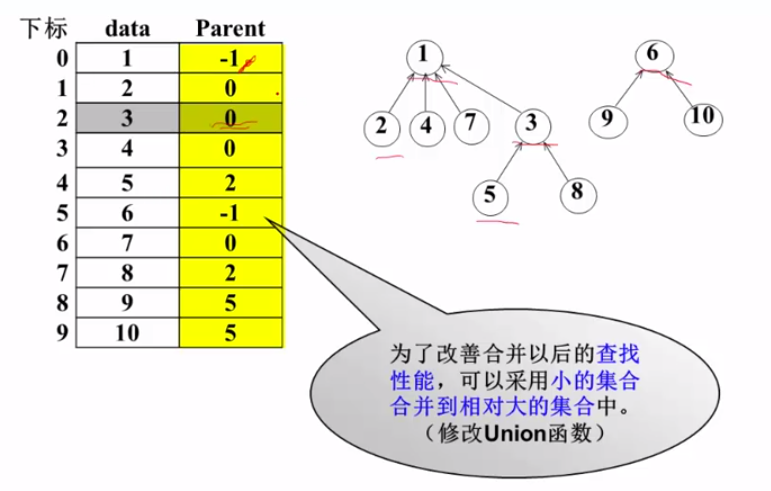 下标 data Parent
0 1 -1
1 2 0
2 3 0
3 4 0
4 5 2
5 6 -1
6 7 0
7 8 2
8 9 5
9 10 5
1 6
2 4 7 3 9 10
5 8
为了改善合并以后的查找
性能，可以采用小的集合
合并到相对大的集合中。
（修改Union函数）